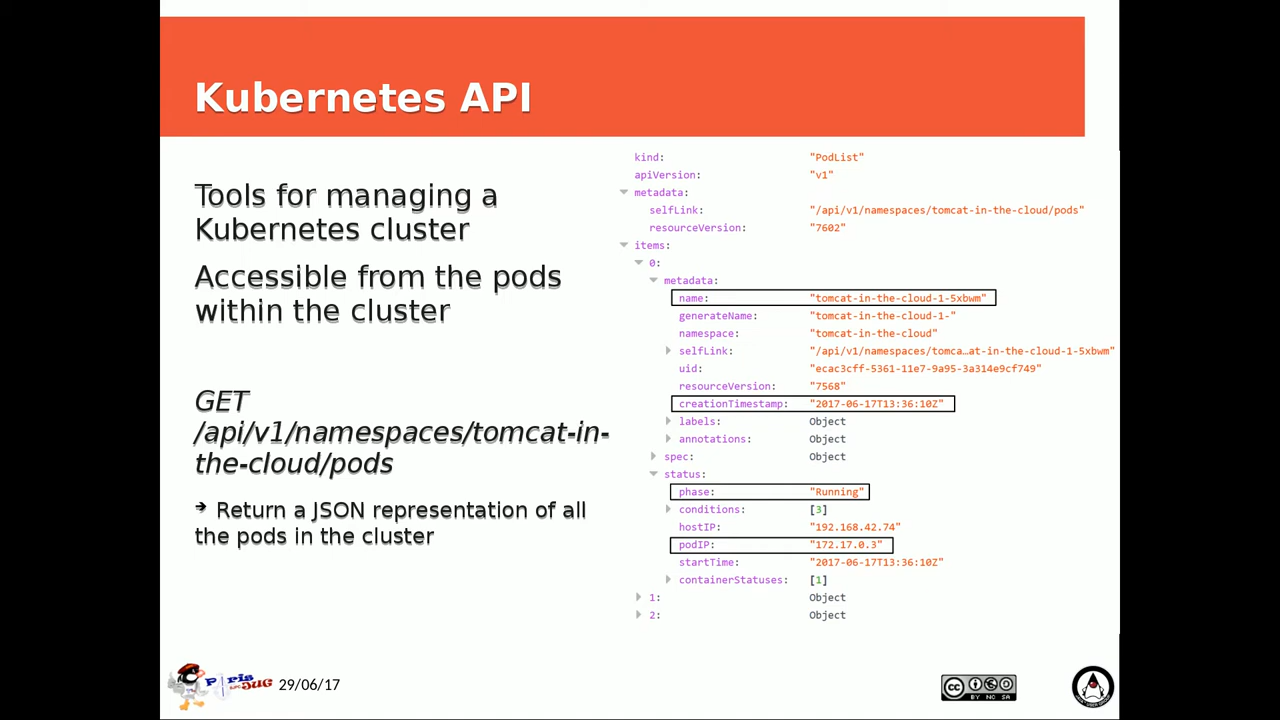 Kubernetes API
Tools for managing a
Kubernetes cluster
Accessible from the pods
within the cluster
GET
/api/v1/namespaces/tomcat-in-
the-cloud/pods
➔ Return a JSON representation of all
the pods in the cluster
kind: "PodList"
apiVersion: "v1"
metadata:
selfLink: "/api/v1/namespaces/tomcat-in-the-cloud/pods"
resourceVersion: "7602"
items:
0:
metadata:
name: "tomcat-in-the-cloud-1-5xbwm"
generateName: "tomcat-in-the-cloud-1-"
namespace: "tomcat-in-the-cloud"
selfLink: "/api/v1/namespaces/tomca…at-in-the-cloud-1-5xbwm"
uid: "ecac3cff-5361-11e7-9a95-3a314e9cf749"
resourceVersion: "7568"
creationTimestamp: "2017-06-17T13:36:10Z"
labels: Object
annotations: Object
spec: Object
status:
phase: "Running"
conditions: [3]
hostIP: "192.168.42.74"
podIP: "172.17.0.3"
startTime: "2017-06-17T13:36:10Z"
containerStatuses: [1]
1: Object
2: Object
Paris JUG
29/06/17
cc
BY NC SA